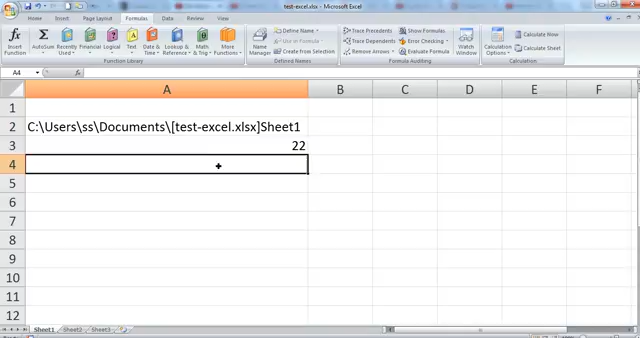 test-excel.xlsx - Microsoft Excel
Home Insert Page Layout Formulas Data Review View
Insert Function
AutoSum
Recently Used
Financial
Logical
Text
Date & Time
Lookup & Reference
Math & Trig
More Functions
Function Library
Name Manager
Define Name
Use in Formula
Create from Selection
Defined Names
Trace Precedents
Trace Dependents
Remove Arrows
Show Formulas
Error Checking
Evaluate Formula
Formula Auditing
Watch Window
Calculation Options
Calculate Now
Calculate Sheet
Calculation
A4 fx
A B C D E F
1
2 C:\Users\ss\Documents\[test-excel.xlsx]Sheet1
3 22
4
5
6
7
8
9
10
11
12
Sheet1 Sheet2 Sheet3